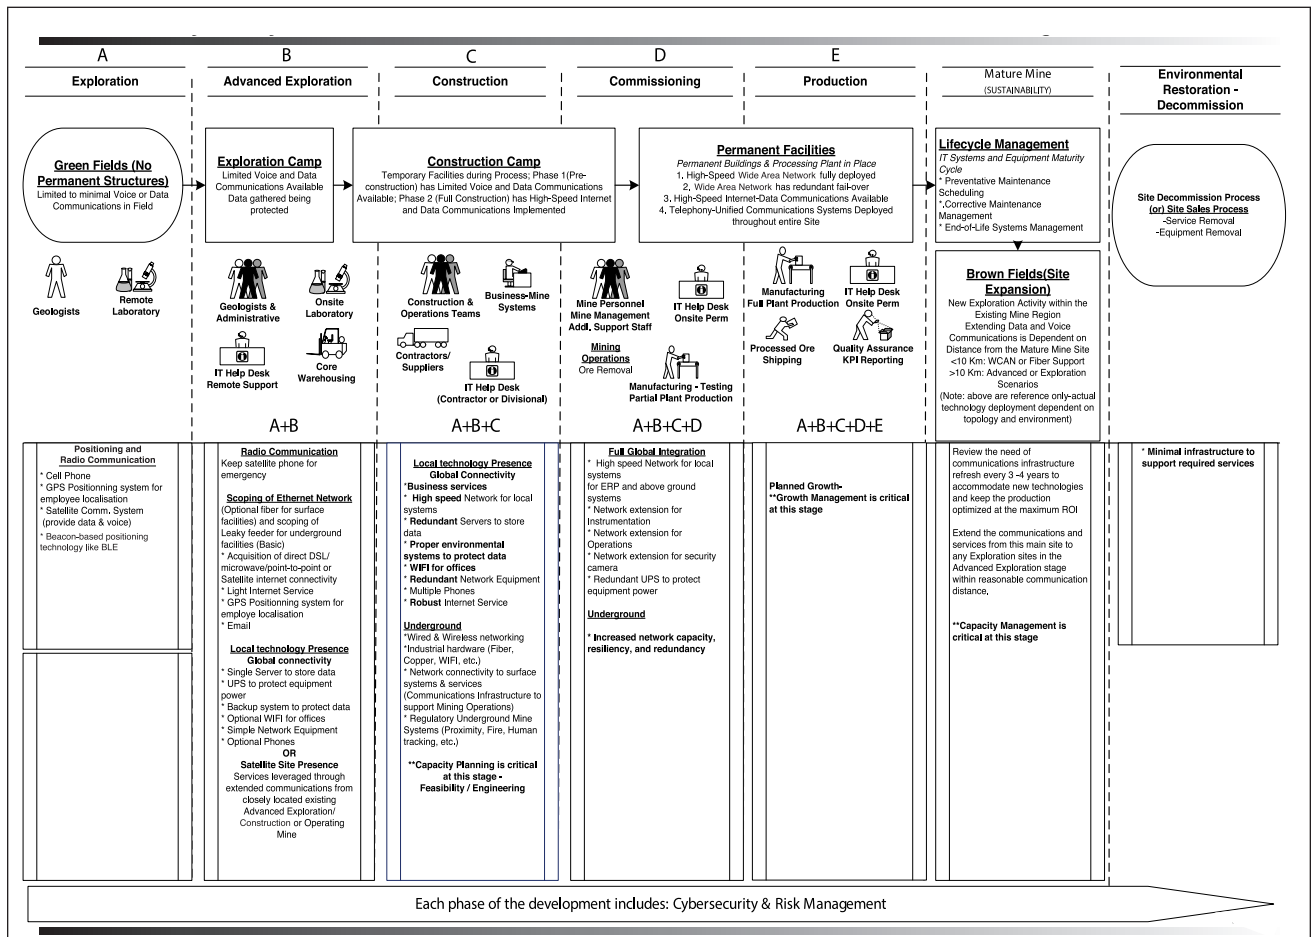 A
Exploration
B
Advanced Exploration
C
Construction
D
Commissioning
E
Production
Mature Mine
(SUSTAINABILITY)
Environmental
Restoration -
Decommission
Green Fields (No
Permanent Structures)
Limited to minimal Voice or Data
Communications in Field
Exploration Camp
Limited Voice and Data
Communications Available
Data gathered being
protected
Construction Camp
Temporary Facilities during Process; Phase 1(Pre-
construction) has Limited Voice and Data Communications
Available; Phase 2 (Full Construction) has High-Speed Internet
and Data Communications Implemented
Permanent Facilities
Permanent Buildings & Processing Plant in Place
1. High-Speed Wide Area Network fully deployed
2, Wide Area Network has redundant fail-over
3. High-Speed Internet-Data Communications Available
4. Telephony-Unified Communications Systems Deployed
throughout entire Site
Lifecycle Management
IT Systems and Equipment Maturity
Cycle
* Preventative Maintenance
Scheduling
*.Corrective Maintenance
Management
* End-of-Life Systems Management
Site Decommission Process
(or) Site Sales Process
-Service Removal
-Equipment Removal
Geologists
Remote
Laboratory
Geologists &
Administrative
Onsite
Laboratory
IT Help Desk
Remote Support
Core
Warehousing
Construction &
Operations Teams
Business-Mine
Systems
Contractors/
Suppliers
IT Help Desk
(Contractor or Divisional)
Mine Personnel
Mine Management
Addl. Support Staff
IT Help Desk
Onsite Perm
Mining
Operations
Ore Removal
Manufacturing - Testing
Partial Plant Production
Manufacturing
Full Plant Production
IT Help Desk
Onsite Perm
Processed Ore
Shipping
Quality Assurance
KPI Reporting
Brown Fields(Site
Expansion)
New Exploration Activity within the
Existing Mine Region
Extending Data and Voice
Communications is Dependent on
Distance from the Mature Mine Site
<10 Km: WCAN or Fiber Support
>10 Km: Advanced or Exploration
Scenarios
(Note: above are reference only-actual
technology deployment dependent on
topology and environment)
A+B
A+B+C
A+B+C+D
A+B+C+D+E
Positioning and
Radio Communication
* Cell Phone
* GPS Positioning system for
employee localisation
* Satellite Comm. System
(provide data & voice)
* Beacon-based positioning
technology like BLE
Radio Communication
Keep satellite phone for
emergency
Scoping of Ethernet Network
(Optional fiber for surface
facilities) and scoping of
Leaky feeder for underground
facilities (Basic)
* Acquisition of direct DSL/
microwave/point-to-point or
Satellite internet connectivity
* Light Internet Service
* GPS Positionning system for
employe localisation
* Email
Local technology Presence
Global connectivity
* Single Server to store data
* UPS to protect equipment
power
* Backup system to protect data
* Optional WIFI for offices
* Simple Network Equipment
* Optional Phones
OR
Satellite Site Presence
Services leveraged through
extended communications from
closely located existing
Advanced Exploration/
Construction or Operating
Mine
Local technology Presence
Global Connectivity
*Business services
* High speed Network for local
systems
* Redundant Servers to store
data
* Proper environmental
systems to protect data
* WIFI for offices
* Redundant Network Equipment
* Multiple Phones
* Robust Internet Service
Underground
*Wired & Wireless networking
*Industrial hardware (Fiber,
Copper, WIFI, etc.)
* Network connectivity to surface
systems & services
(Communications Infrastructure to
support Mining Operations)
* Regulatory Underground Mine
Systems (Proximity, Fire, Human
tracking, etc.)
**Capacity Planning is critical
at this stage -
Feasibility / Engineering
Full Global Integration
* High speed Network for local
systems
for ERP and above ground
systems
* Network extension for
Instrumentation
* Network extension for
Operations
* Network extension for security
camera
* Redundant UPS to protect
equipment power
Underground
* Increased network capacity,
resiliency, and redundancy
Planned Growth-
**Growth Management is critical
at this stage
Review the need of
communications infrastructure
refresh every 3 -4 years to
accommodate new technologies
and keep the production
optimized at the maximum ROI
Extend the communications and
services from this main site to
any Exploration sites in the
Advanced Exploration stage
within reasonable communication
distance,
**Capacity Management is
critical at this stage
* Minimal infrastructure to
support required services
Each phase of the development includes: Cybersecurity & Risk Management